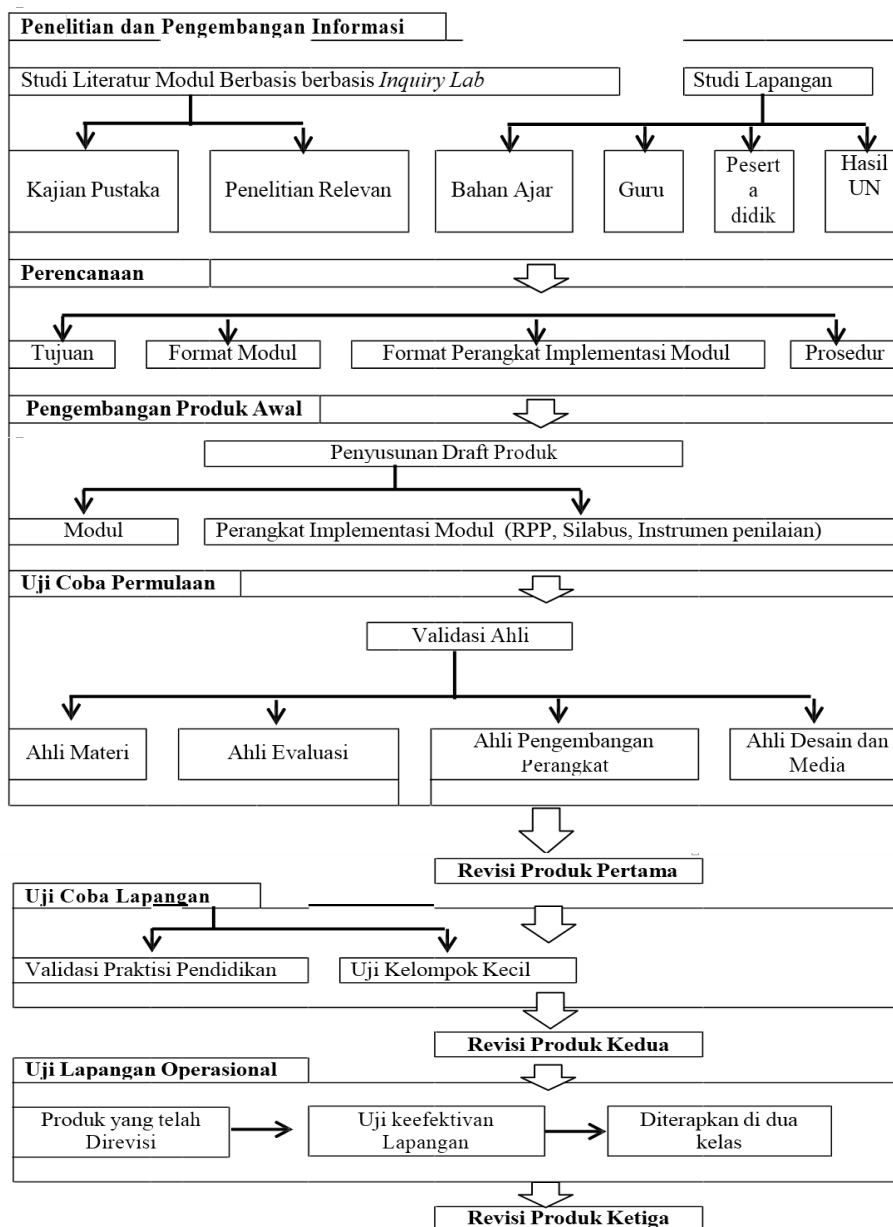 Penelitian dan Pengembangan Informasi
Studi Literatur Modul Berbasis berbasis Inquiry Lab
Studi Lapangan
Kajian Pustaka
Penelitian Relevan
Bahan Ajar
Guru
Pesert
a
didik
Hasil
UN
Perencanaan
Tujuan
Format Modul
Format Perangkat Implementasi Modul
Prosedur
Pengembangan Produk Awal
Penyusunan Draft Produk
Modul
Perangkat Implementasi Modul (RPP, Silabus, Instrumen penilaian)
Uji Coba Permulaan
Validasi Ahli
Ahli Materi
Ahli Evaluasi
Ahli Pengembangan
Perangkat
Ahli Desain dan
Media
Revisi Produk Pertama
Uji Coba Lapangan
Validasi Praktisi Pendidikan
Uji Kelompok Kecil
Revisi Produk Kedua
Uji Lapangan Operasional
Produk yang telah
Direvisi
Uji keefektivan
Lapangan
Diterapkan di dua
kelas
Revisi Produk Ketiga